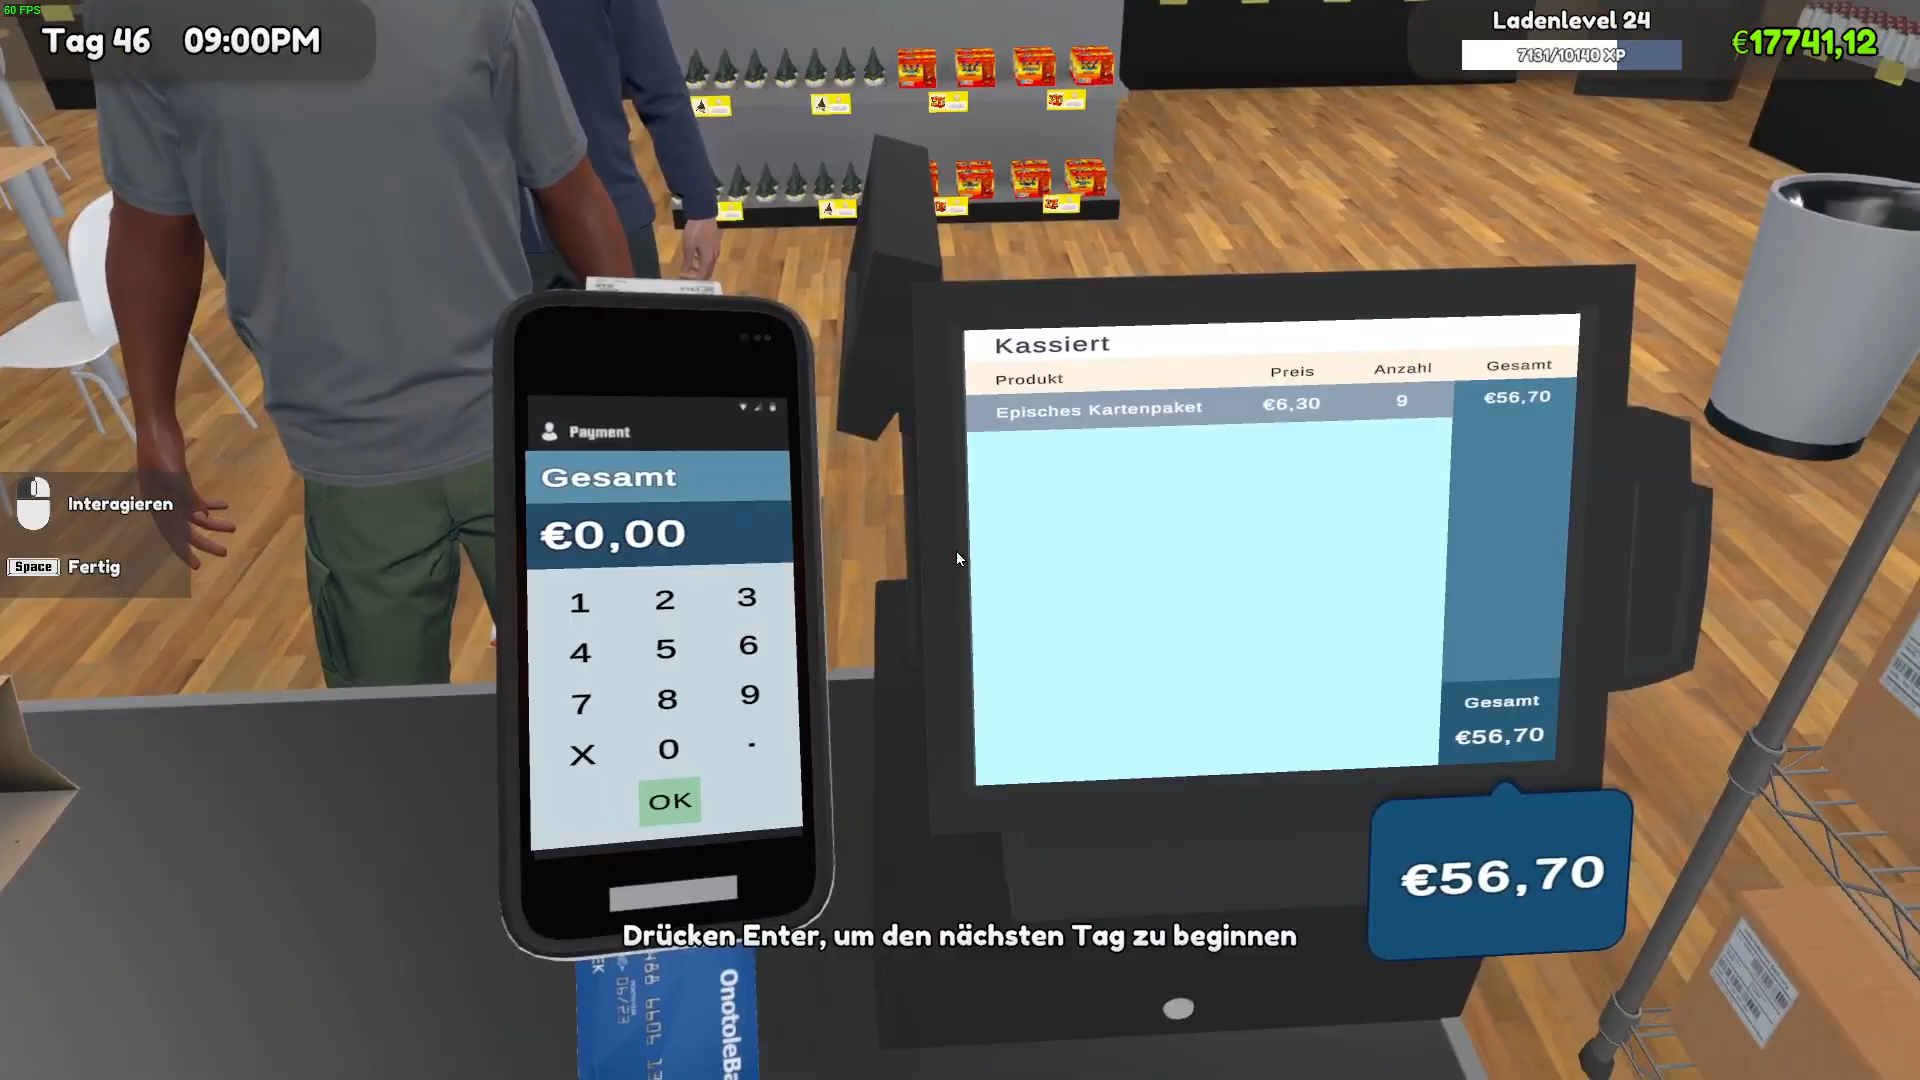 60 FPS
Tag 46 09:00PM
Ladenlevel 24
7131/10140 XP
€17741,12
Interagieren
Space Fertig
Payment
Gesamt
€0,00
1 2 3
4 5 6
7 8 9
X 0 .
OK
Kassiert
Produkt Preis Anzahl Gesamt
Episches Kartenpaket €6,30 9 €56,70
Gesamt
€56,70
€56,70
Drücken Enter, um den nächsten Tag zu beginnen
OnotoleBa
06/23